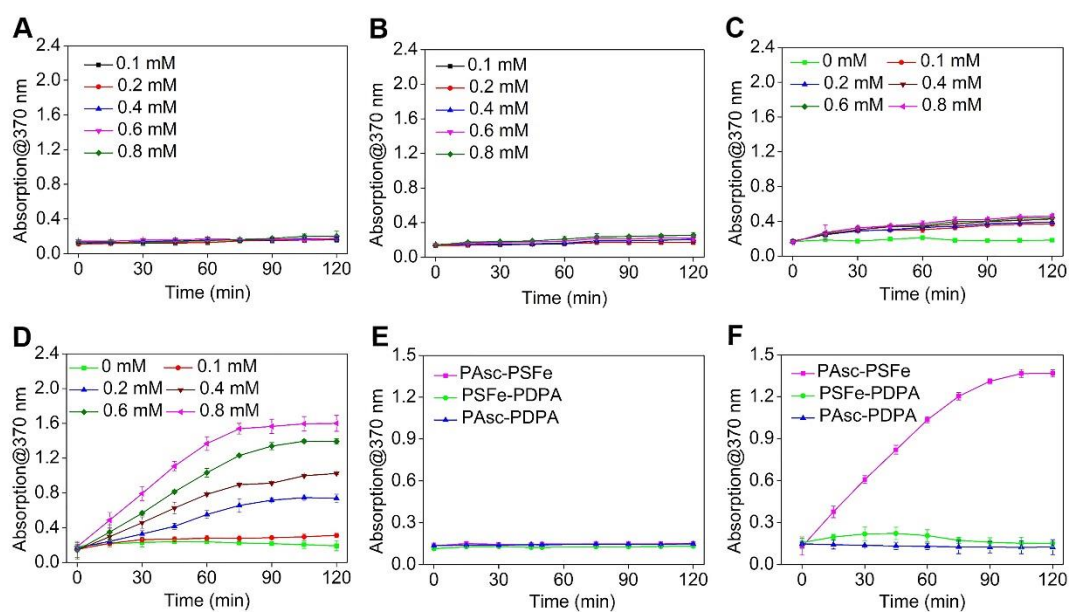 A
2.4
2.0
1.6
1.2
0.8
0.4
0.0
Absorption@370 nm
0.1 mM
0.2 mM
0.4 mM
0.6 mM
0.8 mM
0 30 60 90 120
Time (min)
B
2.4
2.0
1.6
1.2
0.8
0.4
0.0
Absorption@370 nm
0.1 mM
0.2 mM
0.4 mM
0.6 mM
0.8 mM
0 30 60 90 120
Time (min)
C
2.4
2.0
1.6
1.2
0.8
0.4
0.0
Absorption@370 nm
0 mM 0.1 mM
0.2 mM 0.4 mM
0.6 mM 0.8 mM
0 30 60 90 120
Time (min)
D
2.4
2.0
1.6
1.2
0.8
0.4
0.0
Absorption@370 nm
0 mM 0.1 mM
0.2 mM 0.4 mM
0.6 mM 0.8 mM
0 30 60 90 120
Time (min)
E
1.5
1.2
0.9
0.6
0.3
0.0
Absorption@370 nm
PAsc-PSFe
PSFe-PDPA
PAsc-PDPA
0 30 60 90 120
Time (min)
F
1.5
1.2
0.9
0.6
0.3
0.0
Absorption@370 nm
PAsc-PSFe
PSFe-PDPA
PAsc-PDPA
0 30 60 90 120
Time (min)